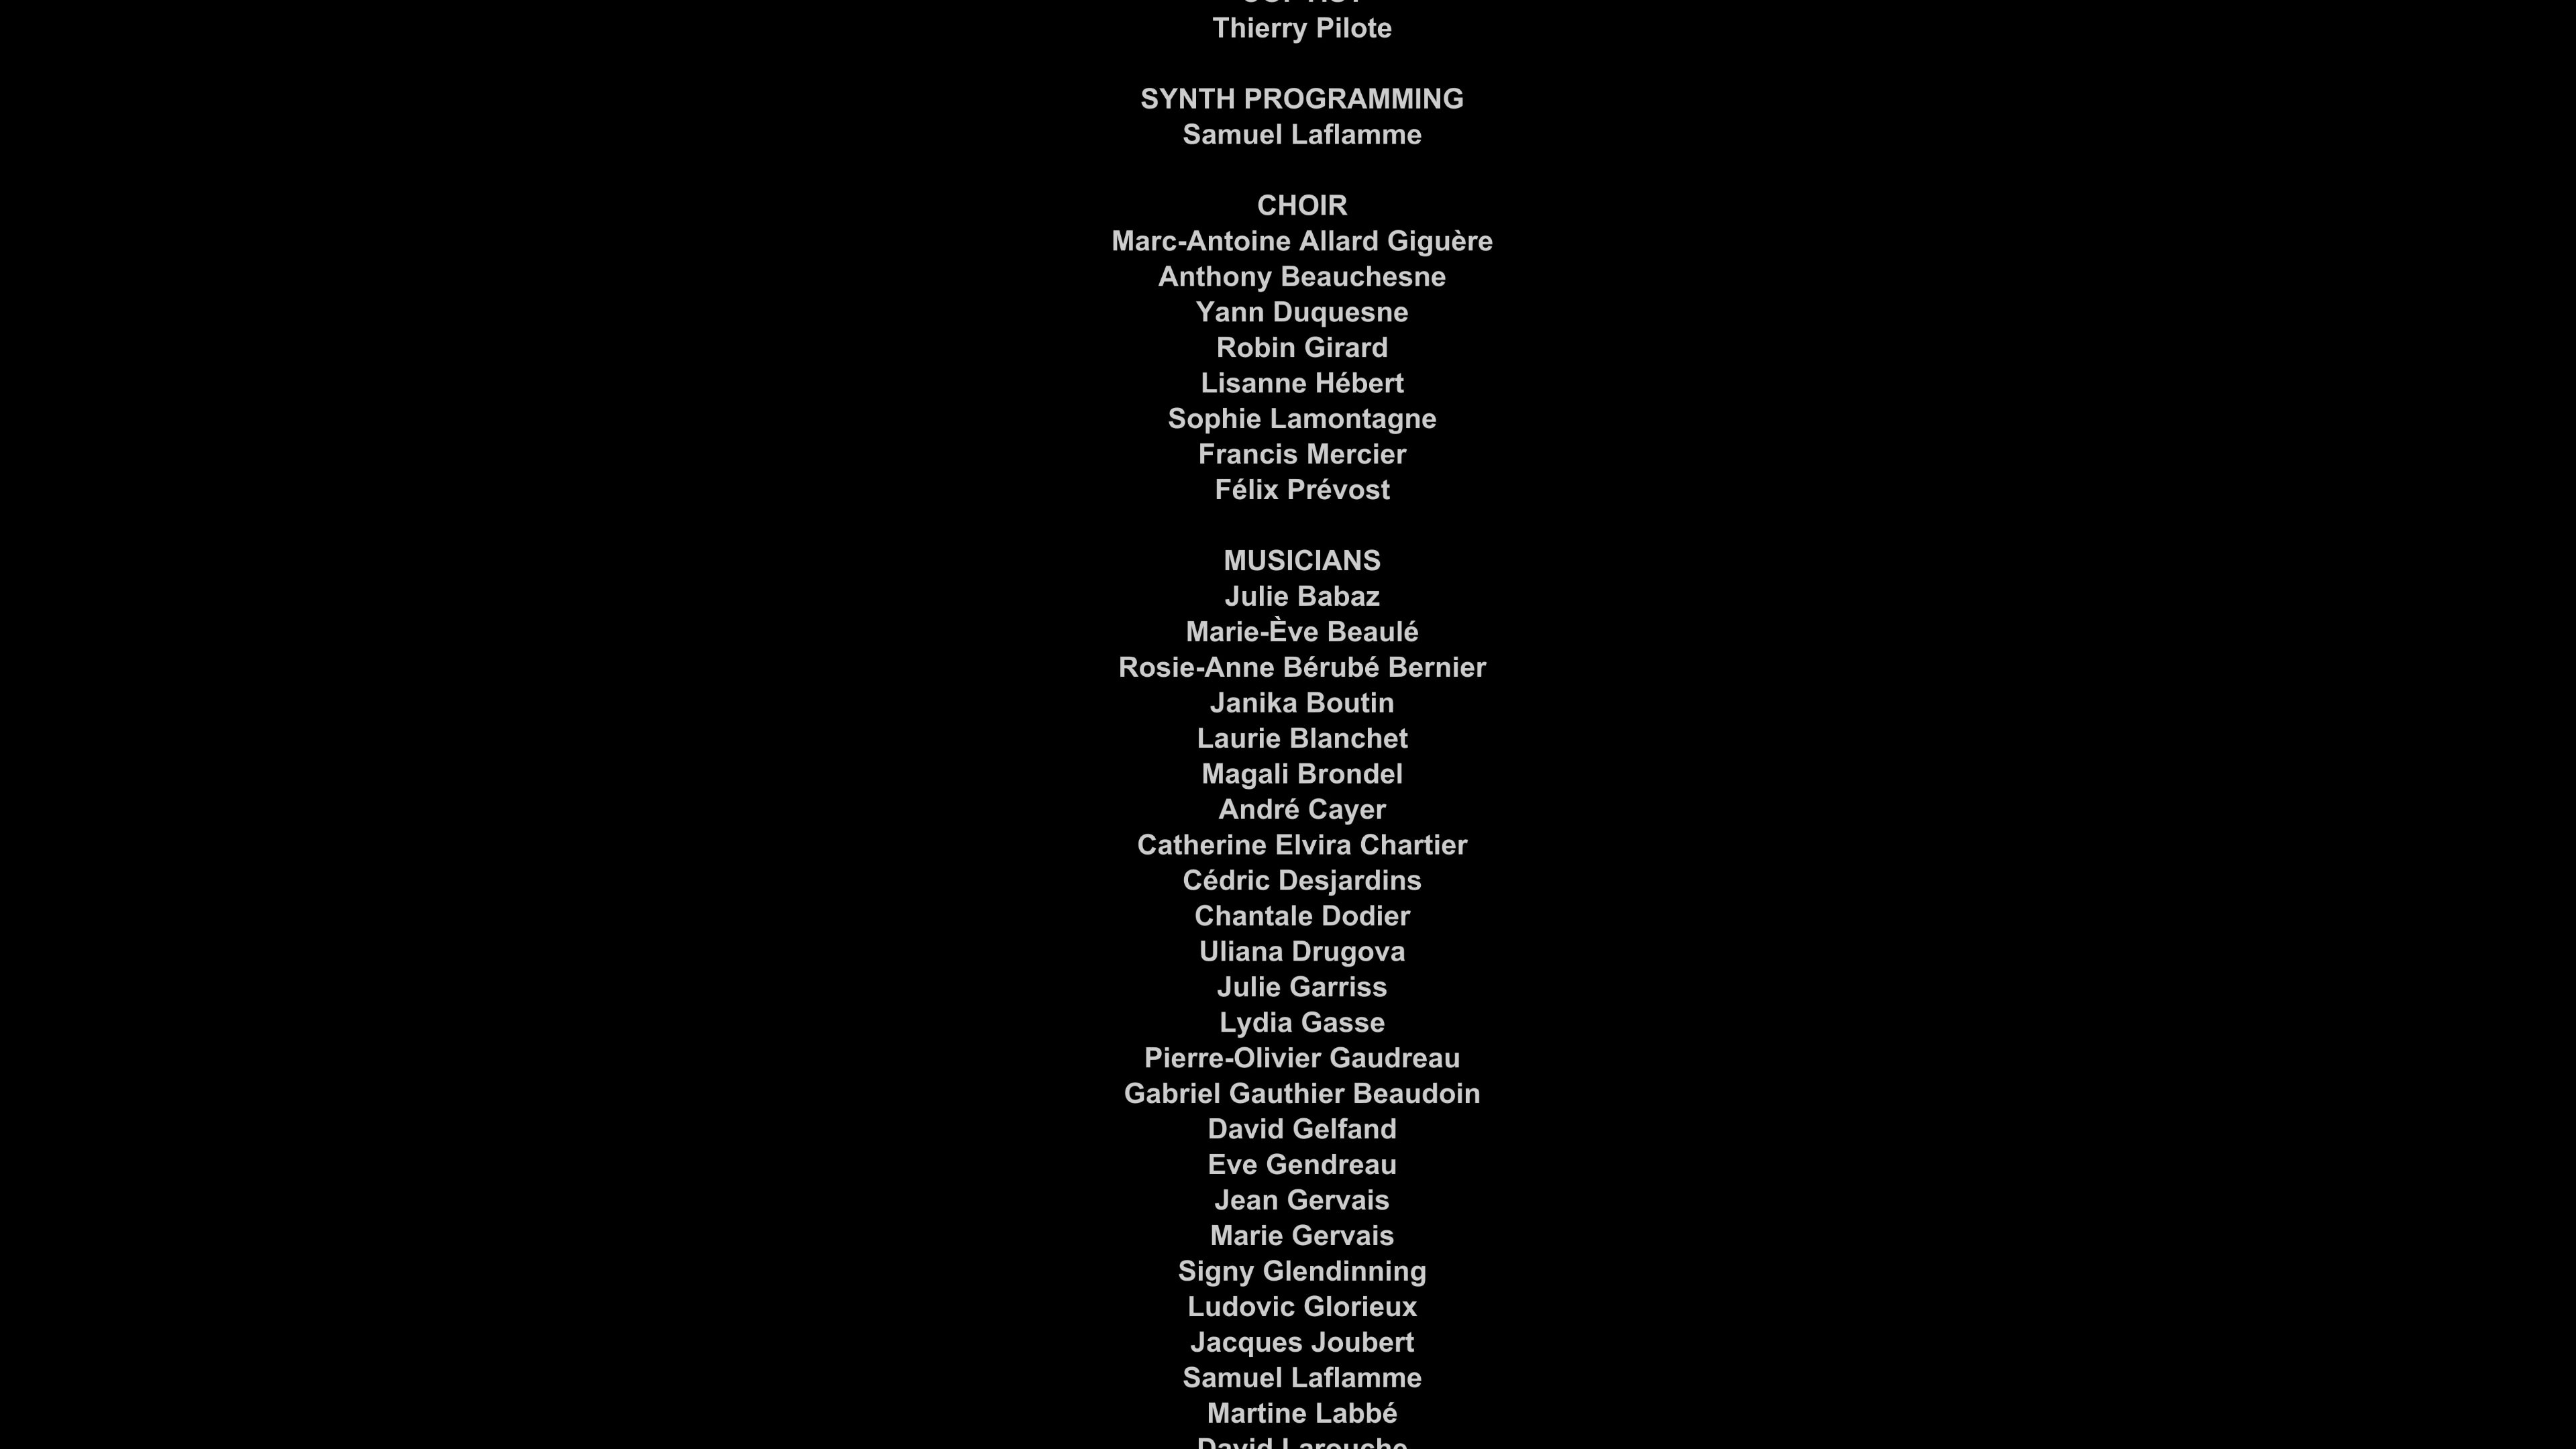 Thierry Pilote
SYNTH PROGRAMMING
Samuel Laflamme
CHOIR
Marc-Antoine Allard Giguère
Anthony Beauchesne
Yann Duquesne
Robin Girard
Lisanne Hébert
Sophie Lamontagne
Francis Mercier
Félix Prévost
MUSICIANS
Julie Babaz
Marie-Ève Beaulé
Rosie-Anne Bérubé Bernier
Janika Boutin
Laurie Blanchet
Magali Brondel
André Cayer
Catherine Elvira Chartier
Cédric Desjardins
Chantale Dodier
Uliana Drugova
Julie Garriss
Lydia Gasse
Pierre-Olivier Gaudreau
Gabriel Gauthier Beaudoin
David Gelfand
Eve Gendreau
Jean Gervais
Marie Gervais
Signy Glendinning
Ludovic Glorieux
Jacques Joubert
Samuel Laflamme
Martine Labbé
David Larouche